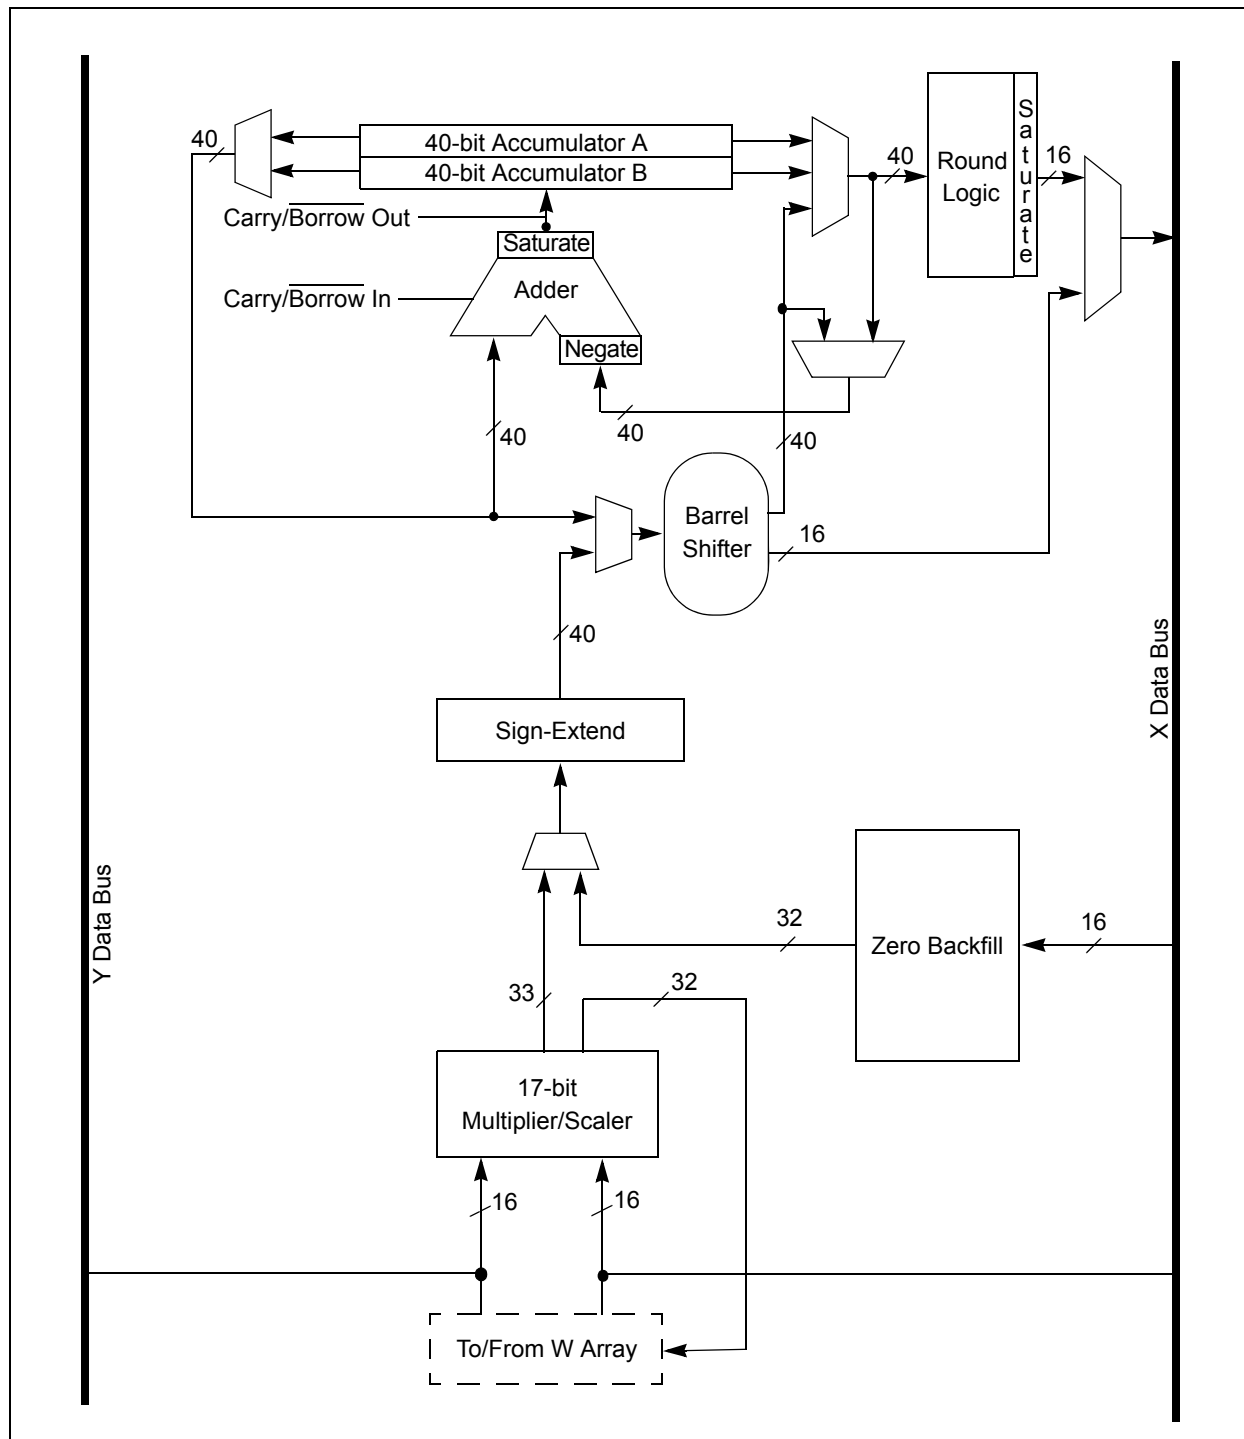 40
40-bit Accumulator A
40-bit Accumulator B
Carry/Borrow Out
Saturate
Carry/Borrow In
Adder
Negate
40
Round
Logic
Saturate
16
40
40
40
Barrel
Shifter
16
40
Sign-Extend
X Data Bus
Y Data Bus
32
Zero Backfill
16
33
32
17-bit
Multiplier/Scaler
16
16
To/From W Array